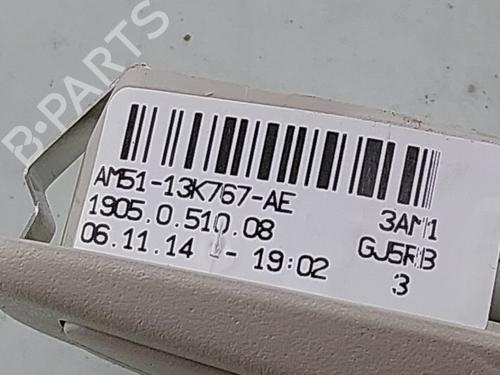 B-PARTS
AM51-13K767-AE
3AM1
1905.0.510.08
GJ5RB
06.11.14 - 19:02
3